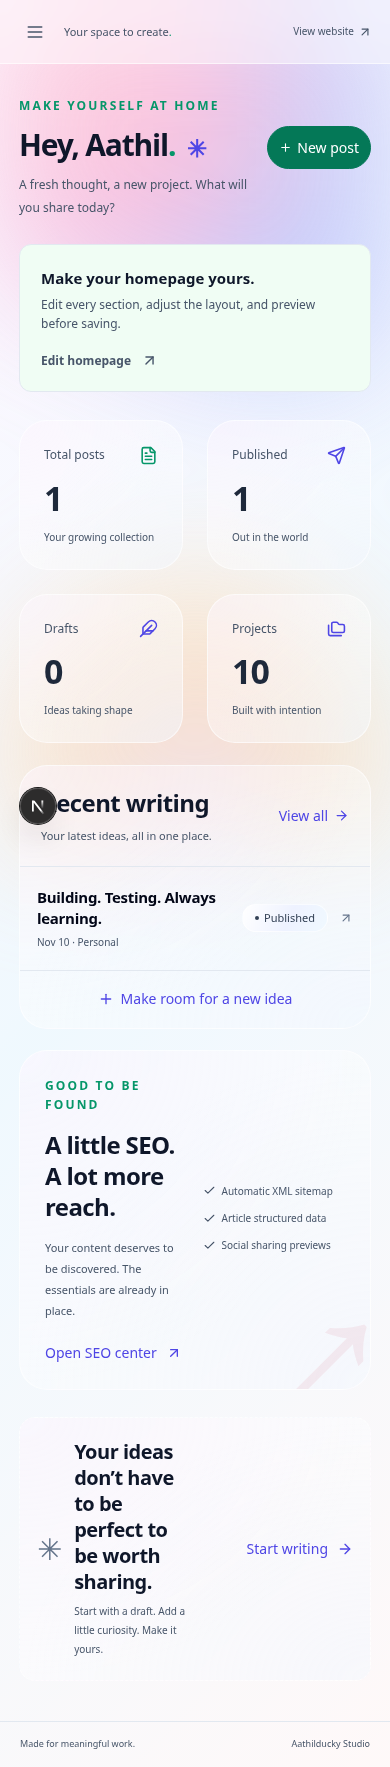 Your space to create.
View website
MAKE YOURSELF AT HOME
Hey, Aathil.
New post
A fresh thought, a new project. What will
you share today?
Make your homepage yours.
Edit every section, adjust the layout, and preview
before saving.
Edit homepage
Total posts
1
Your growing collection
Published
1
Out in the world
Drafts
0
Ideas taking shape
Projects
10
Built with intention
N
ecent writing
Your latest ideas, all in one place.
View all
Building. Testing. Always
learning.
Nov 10 · Personal
Published
Make room for a new idea
GOOD TO BE
FOUND
A little SEO.
A lot more
reach.
Your content deserves to
be discovered. The
essentials are already in
place.
Open SEO center
Automatic XML sitemap
Article structured data
Social sharing previews
Your ideas
don’t have
to be
perfect to
be worth
sharing.
Start with a draft. Add a
little curiosity. Make it
yours.
Start writing
Made for meaningful work.
Aathilducky Studio